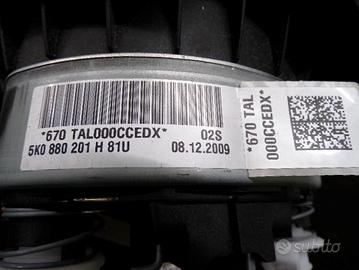 *670 TAL000CCEDX* 02S
5K0 880 201 H 81U 08.12.2009
*670 TAL
000CCEDX*
subito